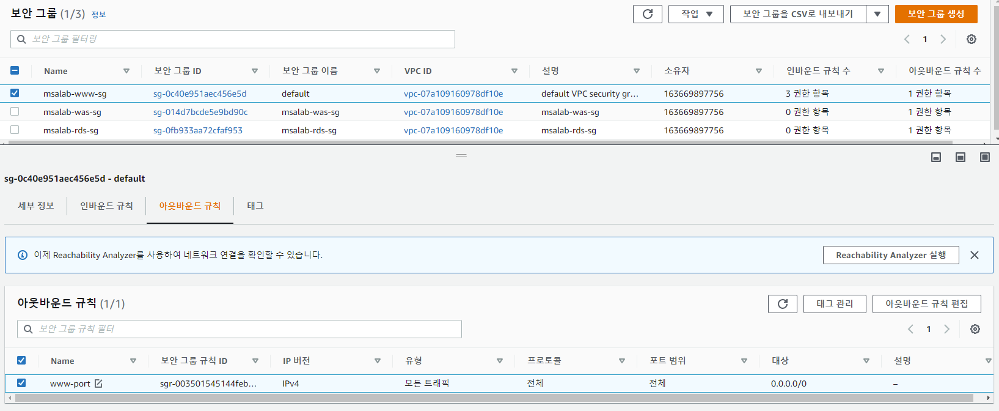 보안 그룹 (1/3) 정보
작업
보안 그룹을 CSV로 내보내기
보안 그룹 생성
보안 그룹 필터링
1
Name 보안 그룹 ID 보안 그룹 이름 VPC ID 설명 소유자 인바운드 규칙 수 아웃바운드 규칙 수
msalab-www-sg sg-0c40e951aec456e5d default vpc-07a109160978df10e default VPC security gr... 163669897756 3 권한 항목 1 권한 항목
msalab-was-sg sg-014d7bcde5e9bd90c msalab-was-sg vpc-07a109160978df10e msalab-was-sg 163669897756 0 권한 항목 1 권한 항목
msalab-rds-sg sg-0fb933aa72cfaf953 msalab-rds-sg vpc-07a109160978df10e msalab-rds-sg 163669897756 0 권한 항목 1 권한 항목
sg-0c40e951aec456e5d - default
세부 정보 인바운드 규칙 아웃바운드 규칙 태그
이제 Reachability Analyzer를 사용하여 네트워크 연결을 확인할 수 있습니다.
Reachability Analyzer 실행
아웃바운드 규칙 (1/1)
태그 관리
아웃바운드 규칙 편집
보안 그룹 규칙 필터
1
Name 보안 그룹 규칙 ID IP 버전 유형 프로토콜 포트 범위 대상 설명
www-port sgr-003501545144feb... IPv4 모든 트래픽 전체 전체 0.0.0.0/0 –